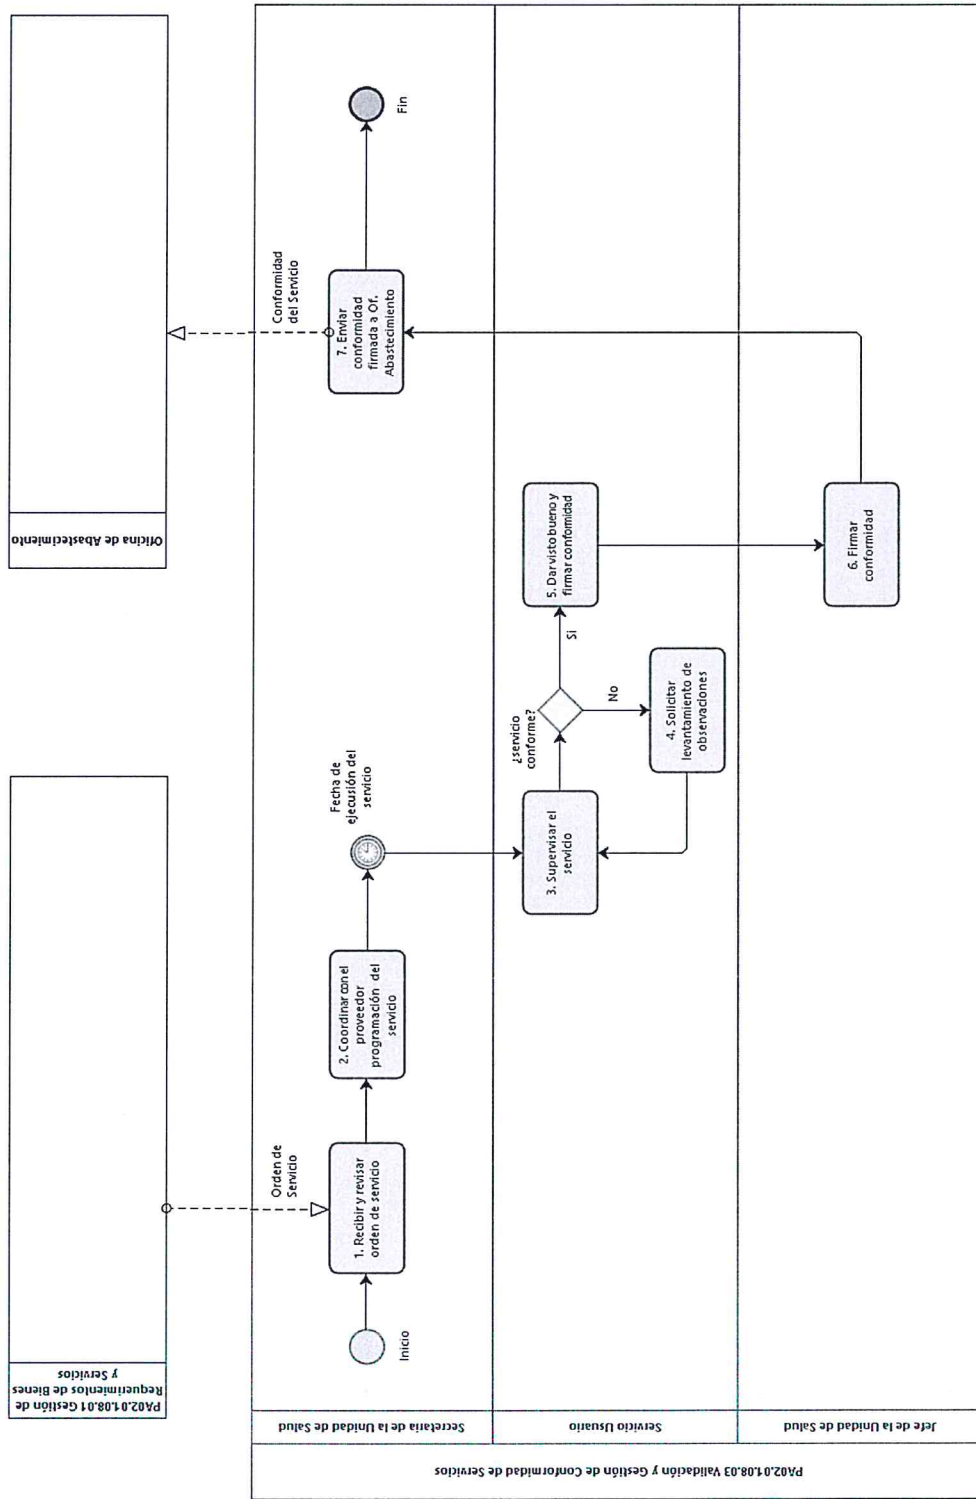 PA02.01.08.01 Gestión de
Requerimientos de Bienes
y Servicios
Oficina de Abastecimiento
PA02.01.08.03 Validación y Gestión de Conformidad de Servicios
Secretaria de la Unidad de Salud
Inicio
Orden de
Servicio
1. Recibir y revisar
orden de servicio
2. Coordinar con el
proveedor
programación del
servicio
Fecha de
ejecusión del
servicio
Conformidad
del Servicio
7. Enviar
conformidad
firmada a Of.
Abastecimiento
Fin
Servicio Usuario
3. Supervisar el
servicio
¿servicio
conforme?
Si
No
4. Solicitar
levantamiento de
observaciones
5. Dar visto bueno y
firmar conformidad
Jefe de la Unidad de Salud
6. Firmar
conformidad